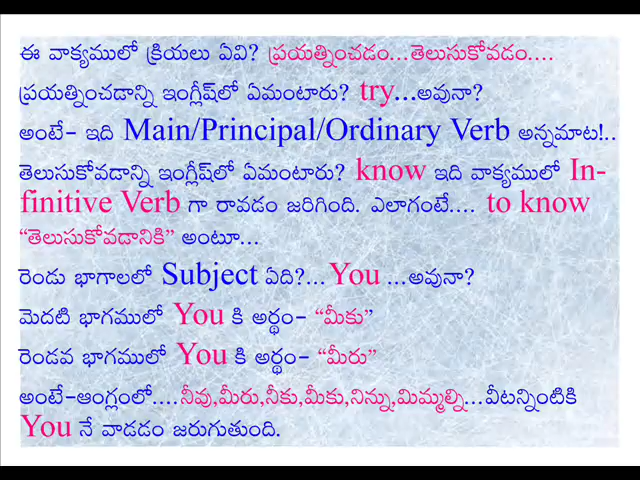 ఈ వాక్యములో క్రియలు ఏవి? ప్రయత్నించడం...తెలుసుకోవడం....
ప్రయత్నించడాన్ని ఇంగ్లీష్‌లో ఏమంటారు? try...అవునా?
అంటే- ఇది Main/Principal/Ordinary Verb అన్నమాట!..
తెలుసుకోవడాన్ని ఇంగ్లీష్‌లో ఏమంటారు? know ఇది వాక్యములో In-
finitive Verb గా రావడం జరిగింది. ఎలాగంటే.... to know
“తెలుసుకోవడానికి” అంటూ...
రెండు భాగాలలో Subject ఏది?...You ...అవునా?
మెదటి భాగములో You కి అర్థం- “మీకు”
రెండవ భాగములో You కి అర్థం- “మీరు”
అంటే-ఆంగ్లంలో....నీవు,మీరు,నీకు,మీకు,నిన్ను,మిమ్మల్ని...వీటన్నింటికి
You నే వాడడం జరుగుతుంది.